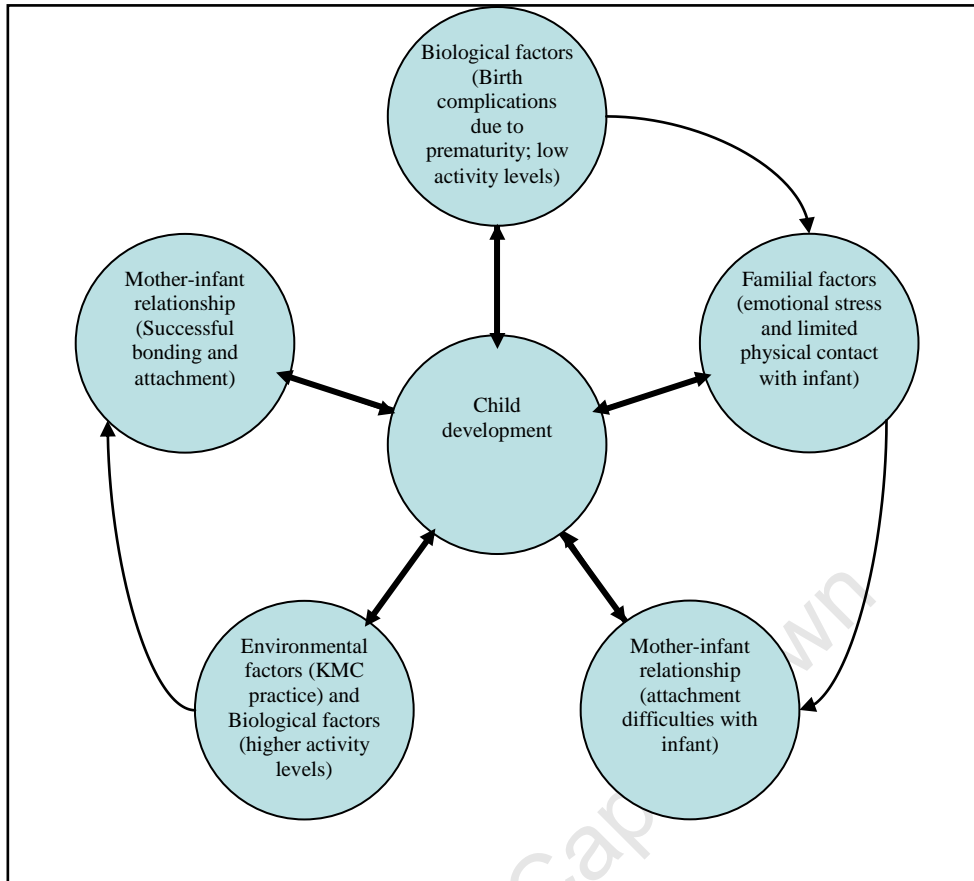 Biological factors
(Birth
complications
due to
prematurity; low
activity levels)
Mother-infant
relationship
(Successful
bonding and
attachment)
Familial factors
(emotional stress
and limited
physical contact
with infant)
Child
development
Environmental
factors (KMC
practice) and
Biological factors
(higher activity
levels)
Mother-infant
relationship
(attachment
difficulties with
infant)